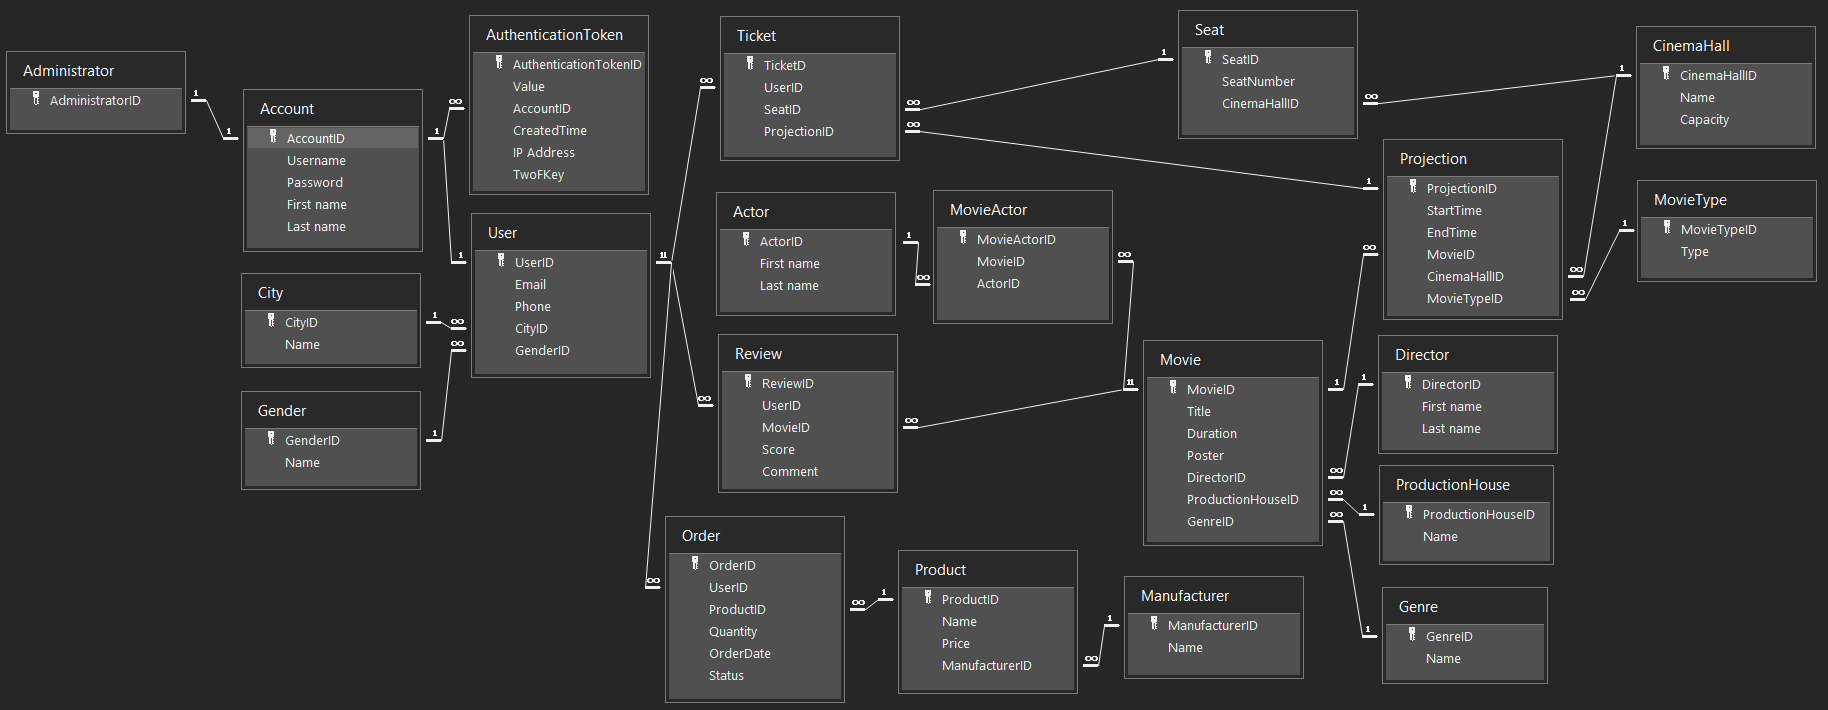 Administrator
AdministratorID
Account
AccountID
Username
Password
First name
Last name
AuthenticationToken
AuthenticationTokenID
Value
AccountID
CreatedTime
IP Address
TwoFKey
User
UserID
Email
Phone
CityID
GenderID
City
CityID
Name
Gender
GenderID
Name
Ticket
TicketD
UserID
SeatID
ProjectionID
Actor
ActorID
First name
Last name
MovieActor
MovieActorID
MovieID
ActorID
Review
ReviewID
UserID
MovieID
Score
Comment
Order
OrderID
UserID
ProductID
Quantity
OrderDate
Status
Product
ProductID
Name
Price
ManufacturerID
Manufacturer
ManufacturerID
Name
Seat
SeatID
SeatNumber
CinemaHallID
CinemaHall
CinemaHallID
Name
Capacity
Projection
ProjectionID
StartTime
EndTime
MovieID
CinemaHallID
MovieTypeID
MovieType
MovieTypeID
Type
Movie
MovieID
Title
Duration
Poster
DirectorID
ProductionHouseID
GenreID
Director
DirectorID
First name
Last name
ProductionHouse
ProductionHouseID
Name
Genre
GenreID
Name